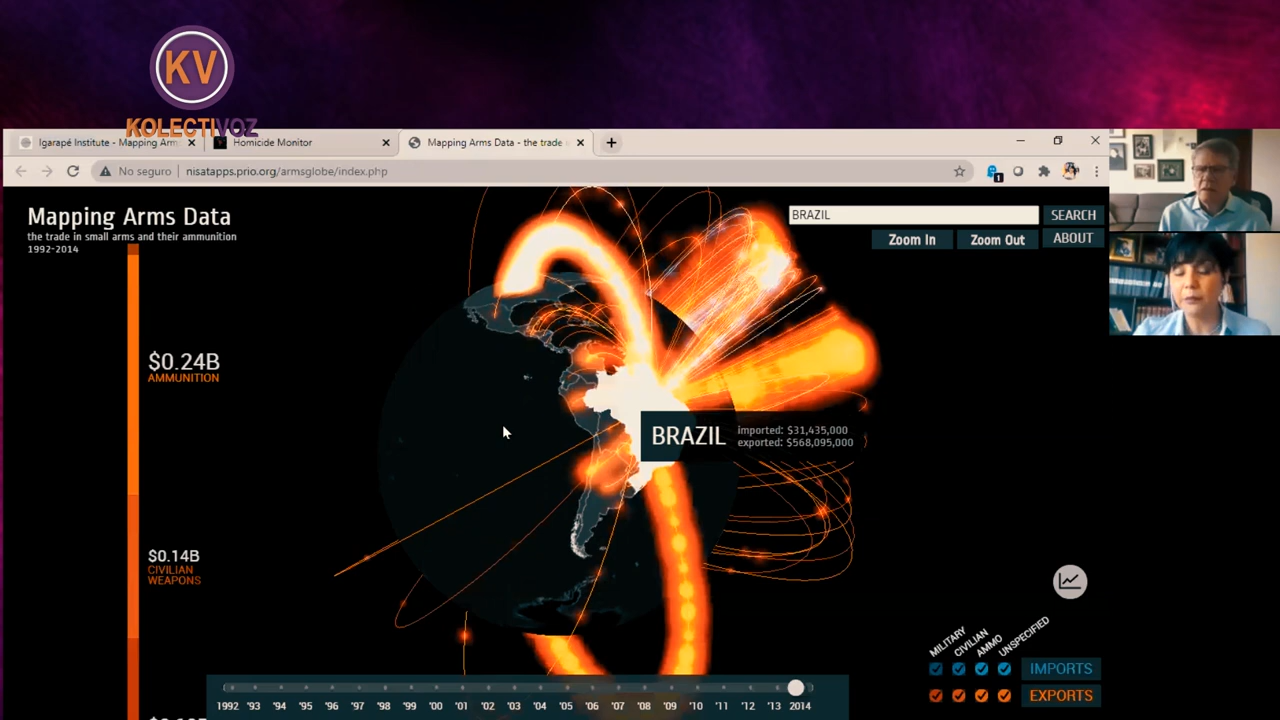 KV
KOLECTIVOZ
Igarapé Institute - Mapping Arm
Homicide Monitor
Mapping Arms Data - the trade
No seguro
nisatapps.prio.org/armsglobe/index.php
1
Mapping Arms Data
the trade in small arms and their ammunition
1992-2014
BRAZIL
SEARCH
Zoom In
Zoom Out
ABOUT
$0.24B
AMMUNITION
BRAZIL
imported: $31,435,000
exported: $568,095,000
$0.14B
CIVILIAN
WEAPONS
MILITARY
CIVILIAN
AMMO
UNSPECIFIED
IMPORTS
EXPORTS
1992 '93 '94 '95 '96 '97 '98 '99 '00 '01 '02 '03 '04 '05 '06 '07 '08 '09 '10 '11 '12 '13 2014